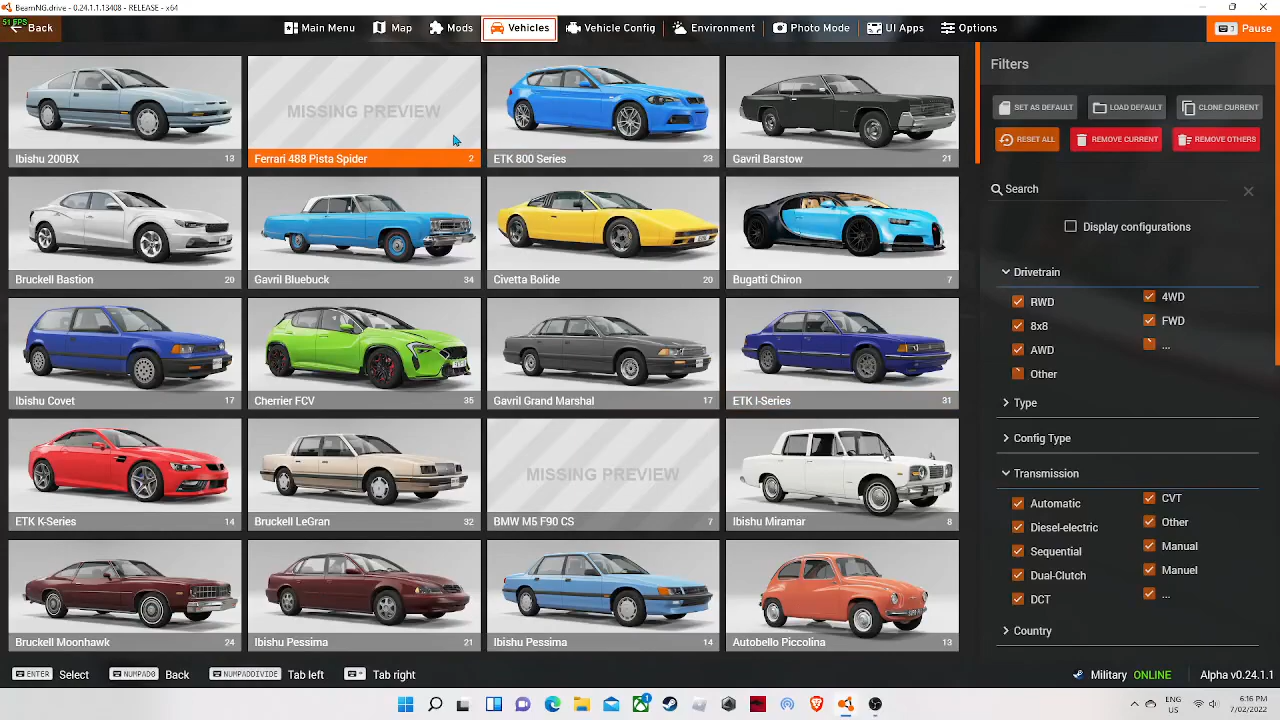 BeamNG.drive - 0.24.1.1.13408 - RELEASE - x64
51 FPS
Back
Main Menu
Map
Mods
Vehicles
Vehicle Config
Environment
Photo Mode
UI Apps
Options
Pause
Ibishu 200BX 13
MISSING PREVIEW
Ferrari 488 Pista Spider 2
ETK 800 Series 23
Gavril Barstow 21
Bruckell Bastion 29
Gavril Bluebuck 34
Civetta Bolide 20
Bugatti Chiron 7
Ibishu Covet 17
Cherrier FCV 35
Gavril Grand Marshal 17
ETK I-Series 31
ETK K-Series 14
Bruckell LeGran 32
MISSING PREVIEW
BMW M5 F90 CS 7
Ibishu Miramar 8
Bruckell Moonhawk 24
Ibishu Pessima 21
Ibishu Pessima 14
Autobello Piccolina 13
Filters
SET AS DEFAULT
LOAD DEFAULT
CLONE CURRENT
RESET ALL
REMOVE CURRENT
REMOVE OTHERS
Search
Display configurations
Drivetrain
RWD
4WD
8x8
FWD
AWD
...
Other
Type
Config Type
Transmission
Automatic
CVT
Diesel-electric
Other
Sequential
Manual
Dual-Clutch
Manuel
DCT
...
Country
ENTER Select
NUMPAD0 Back
NUMPADDIVIDE Tab left
Tab right
Military ONLINE
Alpha v0.24.1.1
ENG
US
6:16 PM
7/02/2022